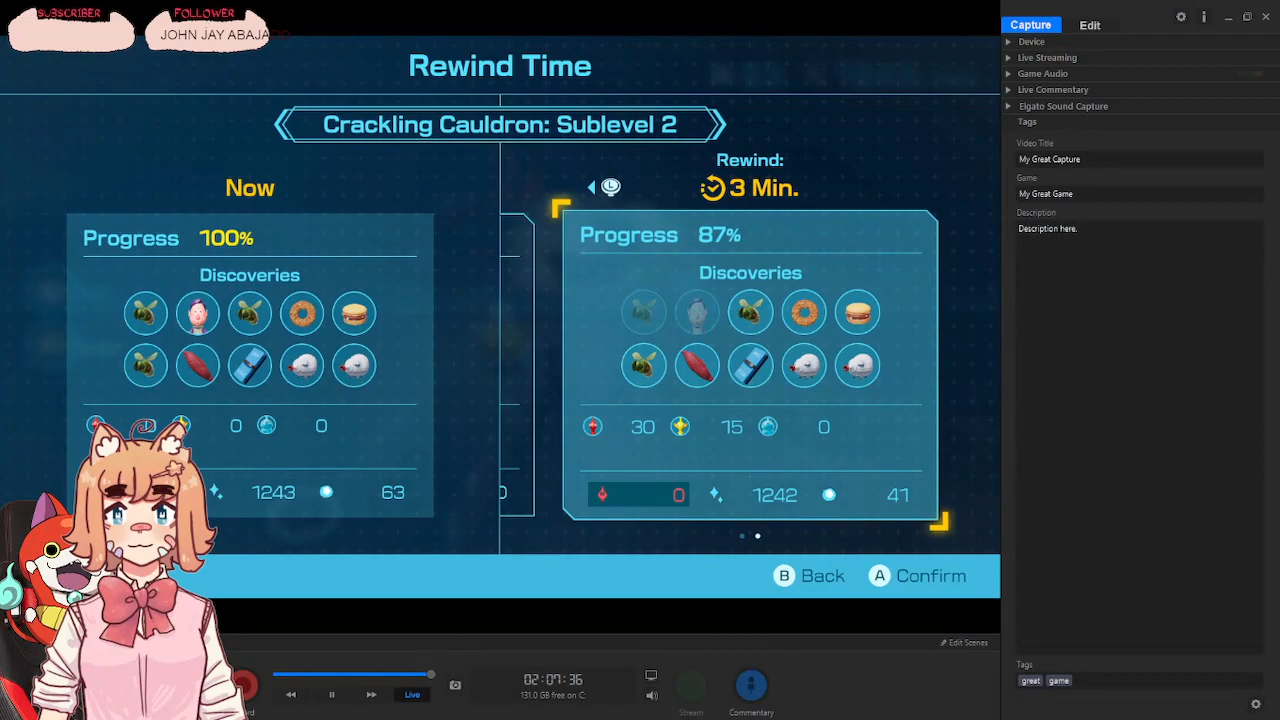 SUBSCRIBER
FOLLOWER
JOHN JAY ABAJADO
Rewind Time
Crackling Cauldron: Sublevel 2
Now
L
Rewind:
3 Min.
Progress 100%
Discoveries
0 0
1243 63
Progress 87%
Discoveries
30 15 0
0 1242 41
B Back A Confirm
Edit Scenes
Live
02:07:36
131.0 GB free on C:
Stream
Commentary
Capture Edit
Device
Live Streaming
Game Audio
Live Commentary
Elgato Sound Capture
Tags
Video Title
My Great Capture
Game
My Great Game
Description
Description here.
Tags
great game